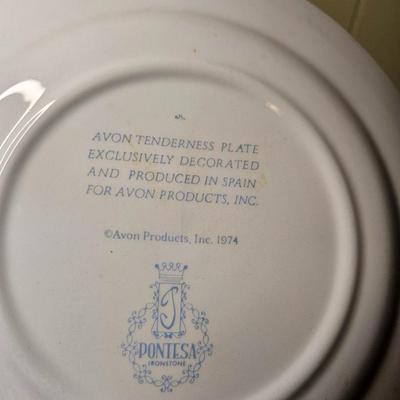 AVON TENDERNESS PLATE
EXCLUSIVELY DECORATED
AND PRODUCED IN SPAIN
FOR AVON PRODUCTS, INC.
©Avon Products, Inc. 1974
PONTESA
IRONSTONE